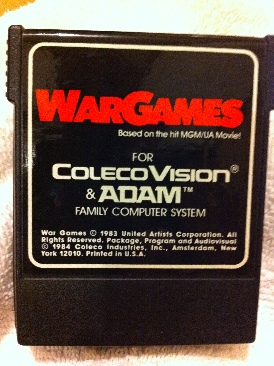 WARGAMES
Based on the hit MGM/UA Movie!
FOR
COLECOVISION®
& ADAM™
FAMILY COMPUTER SYSTEM
War Games © 1983 United Artists Corporation. All
Rights Reserved. Package, Program and Audiovisual
© 1984 Coleco Industries, Inc., Amsterdam, New
York 12010. Printed in U.S.A.